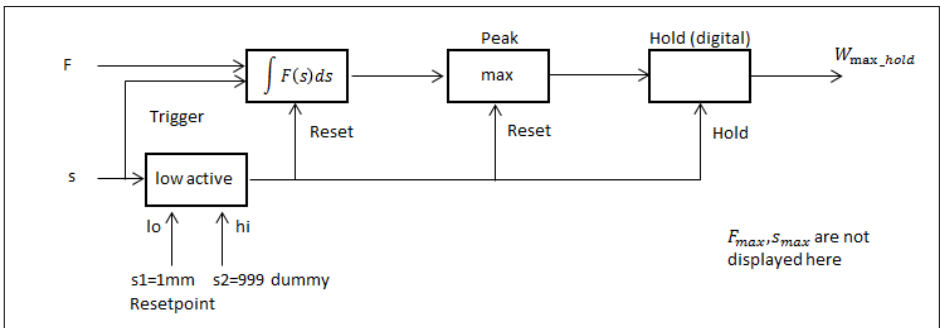 Peak
Hold (digital)
F
∫ F(s)ds
max
W_max_hold
Trigger
Reset
Reset
Hold
s
low active
lo
hi
F_max, s_max are not
displayed here
s1=1mm
s2=999 dummy
Resetpoint